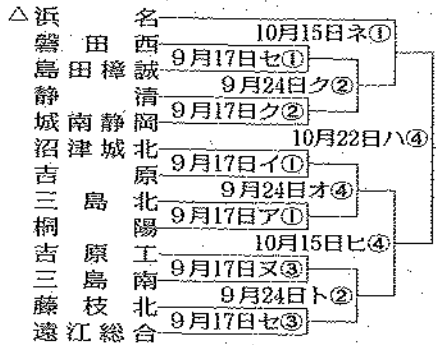 △浜名
10月15日ネ①
磐田西
9月17日セ①
島田樟誠
9月24日ク②
静清
9月17日ク②
城南静岡
10月22日ハ④
沼津城北
9月17日イ①
吉原
9月24日オ④
三島北
9月17日ア①
桐陽
10月15日ヒ④
吉原工
9月17日ヌ③
三島南
9月24日ト②
藤枝北
9月17日セ③
遠江総合